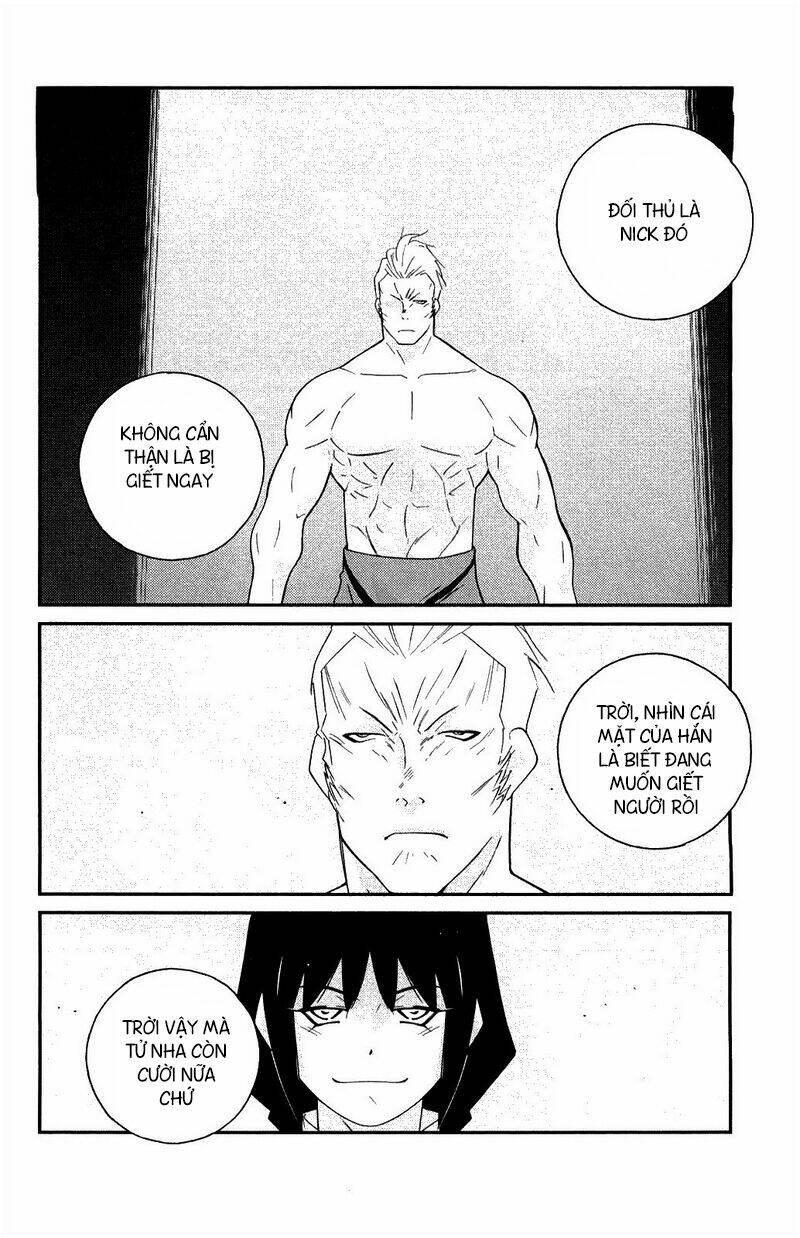 ĐỐI THỦ LÀ
NICK ĐÓ
KHÔNG CẨN
THẬN LÀ BỊ
GIẾT NGAY
TRỜI, NHÌN CÁI
MẶT CỦA HẮN
LÀ BIẾT ĐANG
MUỐN GIẾT
NGƯỜI RỒI
TRỜI VẬY MÀ
TỬ NHA CÒN
CƯỜI NỮA
CHỨ